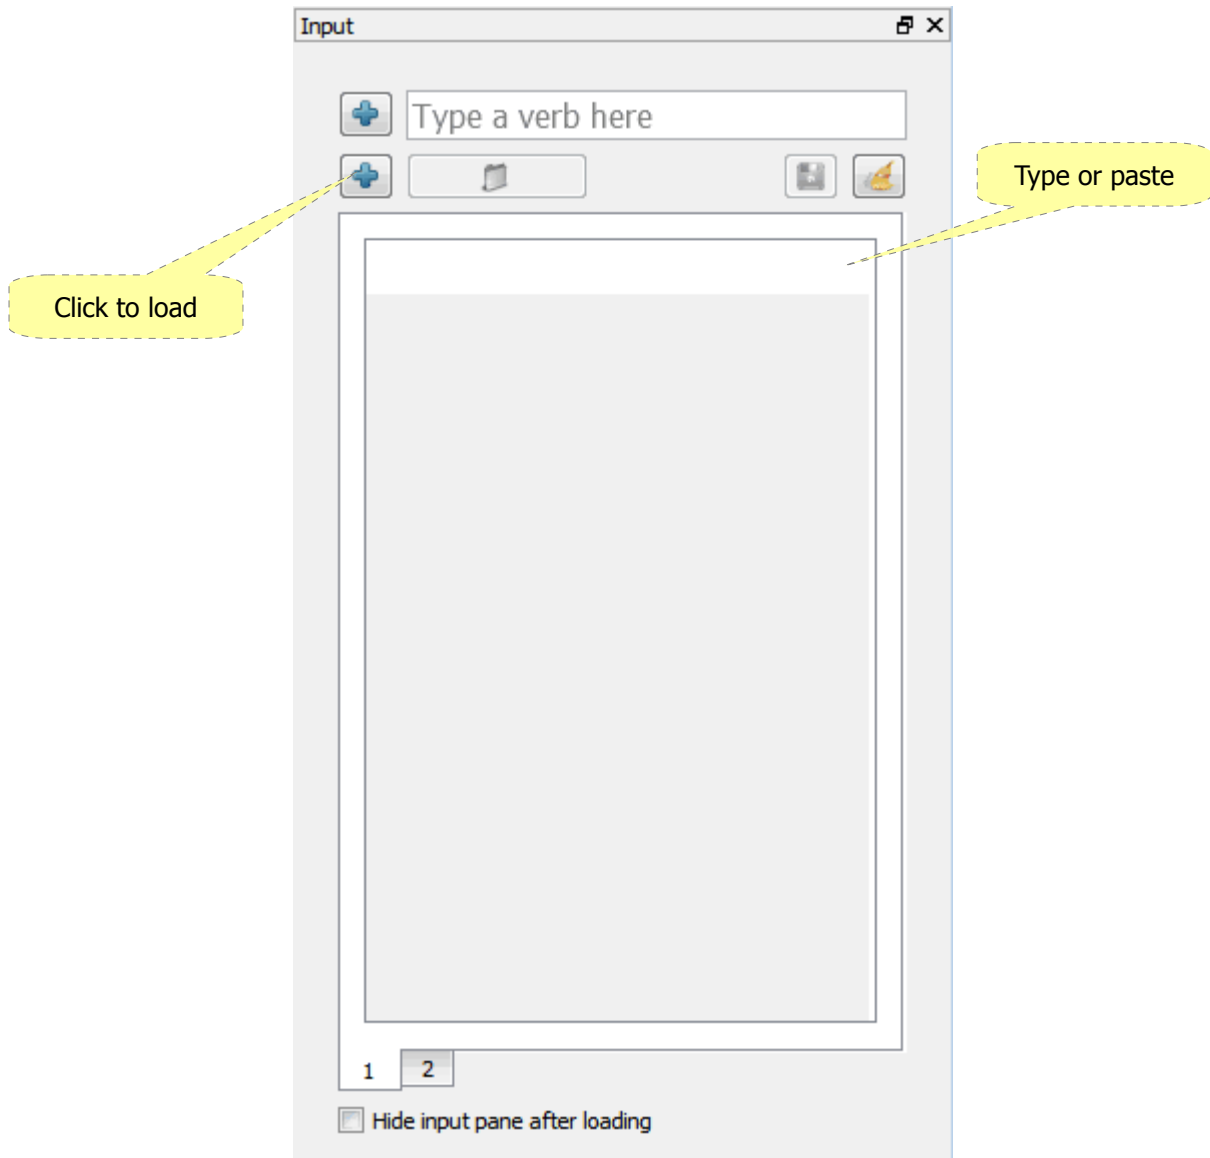 Input
Type a verb here
Type or paste
Click to load
1
2
Hide input pane after loading